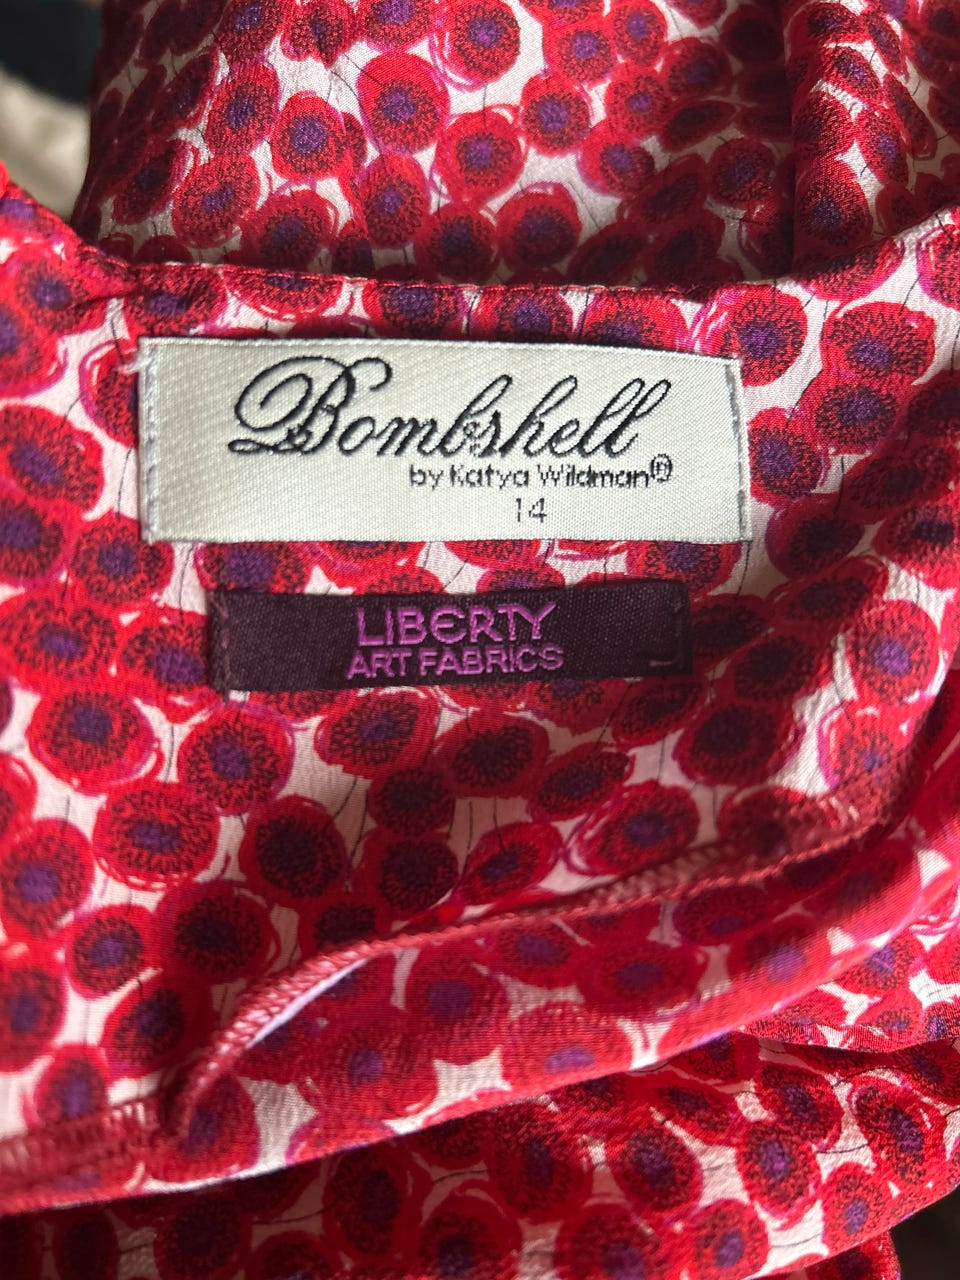 Bombshell
by Katya Wildman®
14
LIBERTY
ART FABRICS